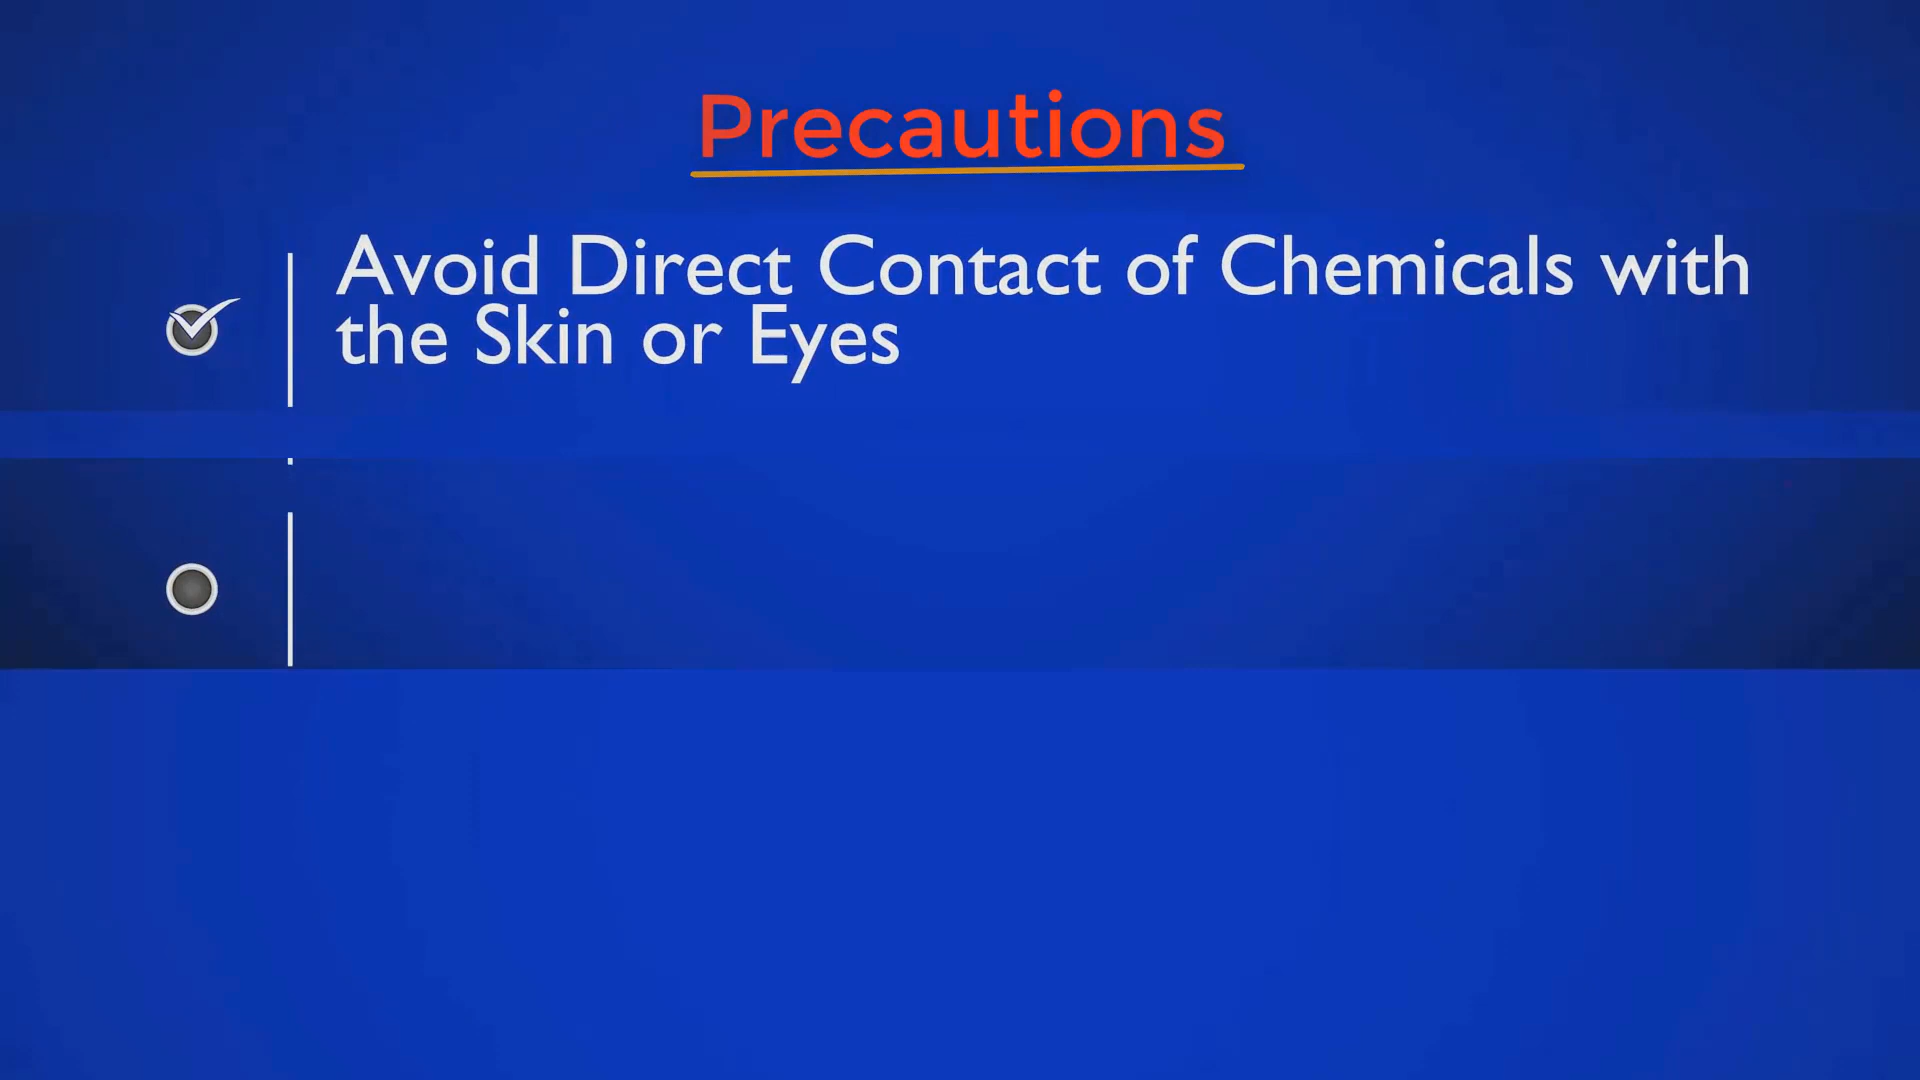 Precautions
Avoid Direct Contact of Chemicals with
the Skin or Eyes